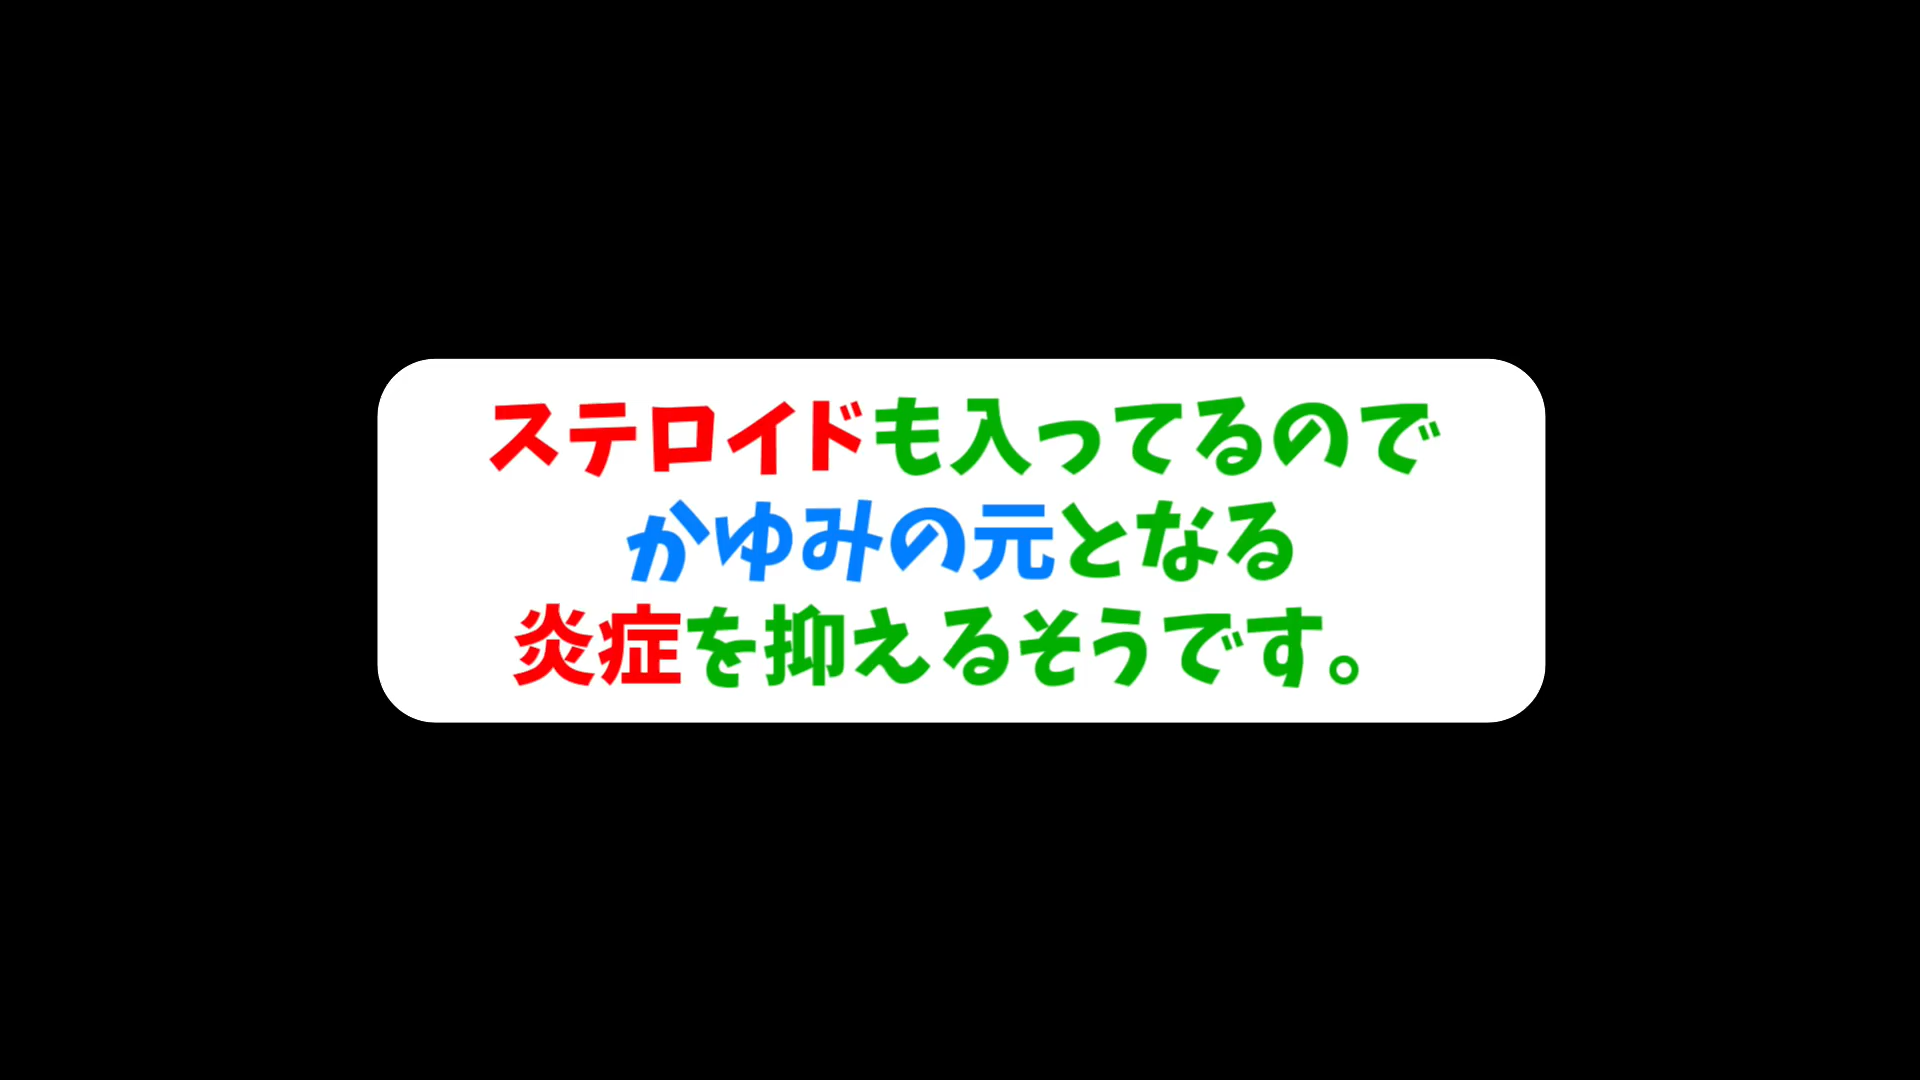 ステロイドも入ってるので
かゆみの元となる
炎症を抑えるそうです。